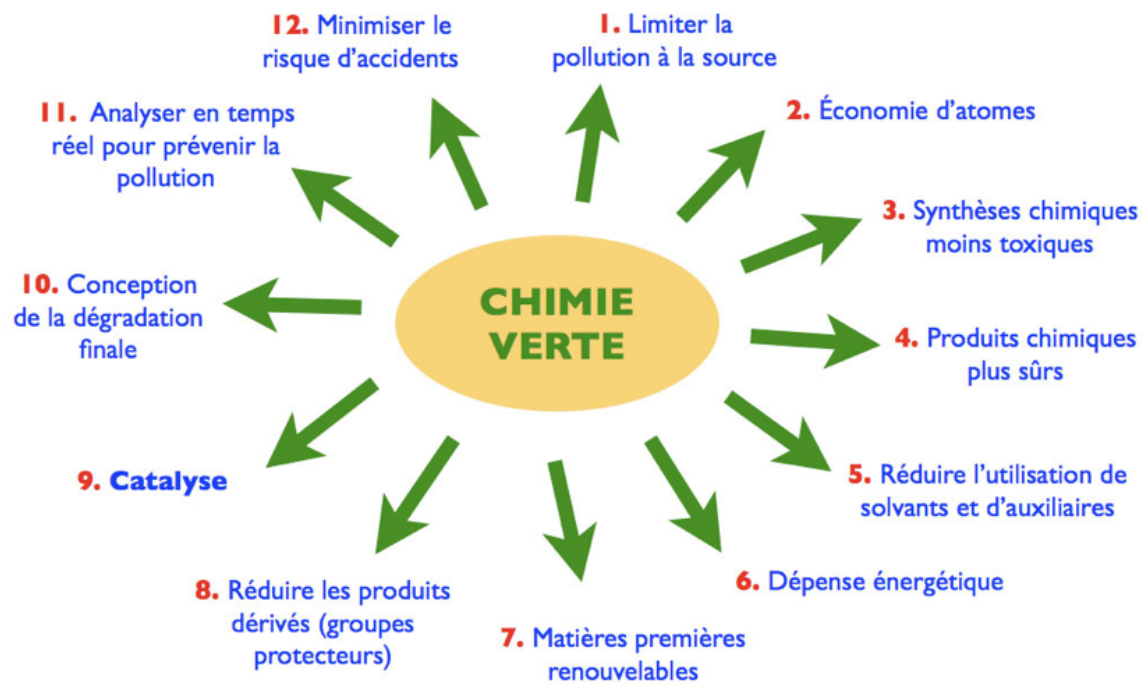 CHIMIE
VERTE
1. Limiter la
pollution à la source
2. Économie d'atomes
3. Synthèses chimiques
moins toxiques
4. Produits chimiques
plus sûrs
5. Réduire l'utilisation de
solvants et d'auxiliaires
6. Dépense énergétique
7. Matières premières
renouvelables
8. Réduire les produits
dérivés (groupes
protecteurs)
9. Catalyse
10. Conception
de la dégradation
finale
11. Analyser en temps
réel pour prévenir la
pollution
12. Minimiser le
risque d'accidents